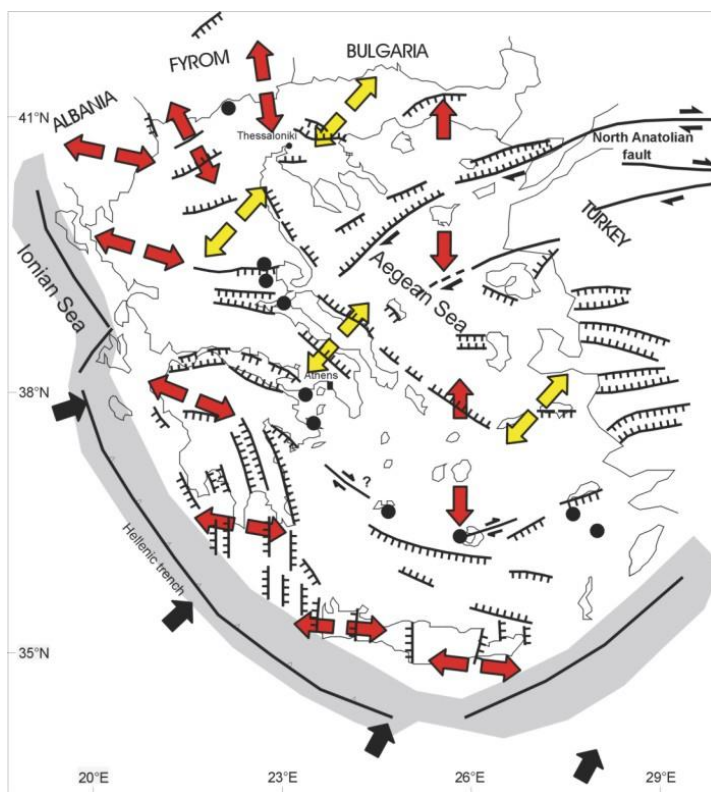 FYROM
BULGARIA
ALBANIA
41°N
Thessaloniki
North Anatolian
fault
TURKEY
Ionian Sea
Aegean Sea
Athens
38°N
?
Hellenic trench
35°N
20°E
23°E
26°E
29°E